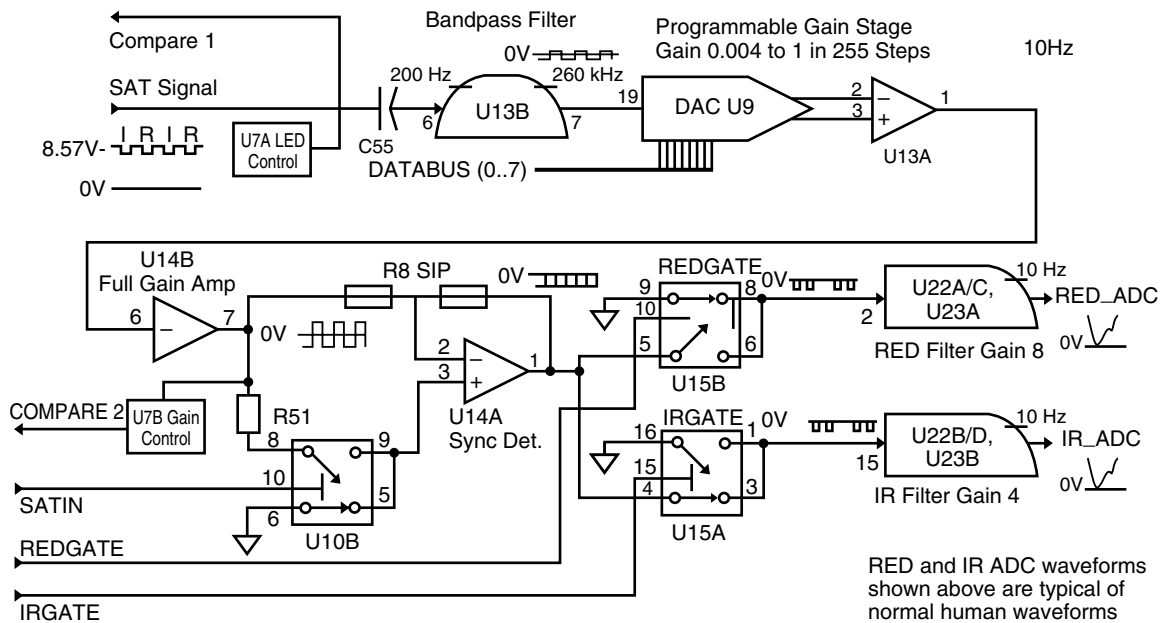 Compare 1
SAT Signal
I R I R
8.57V-
0V
U7A LED
Control
C55
Bandpass Filter
0V
200 Hz
260 kHz
U13B
6
7
Programmable Gain Stage
Gain 0.004 to 1 in 255 Steps
19
DAC U9
DATABUS (0..7)
2
3
−
+
1
U13A
10Hz
U14B
Full Gain Amp
6
−
7
0V
R8 SIP
0V
2
3
−
+
1
U14A
Sync Det.
COMPARE 2
U7B Gain
Control
R51
8
9
10
5
6
U10B
SATIN
REDGATE
IRGATE
REDGATE
9
8
10
5
6
U15B
0V
2
U22A/C,
U23A
10 Hz
RED_ADC
0V
RED Filter Gain 8
IRGATE
16
1
15
4
3
U15A
0V
15
U22B/D,
U23B
10 Hz
IR_ADC
0V
IR Filter Gain 4
RED and IR ADC waveforms
shown above are typical of
normal human waveforms